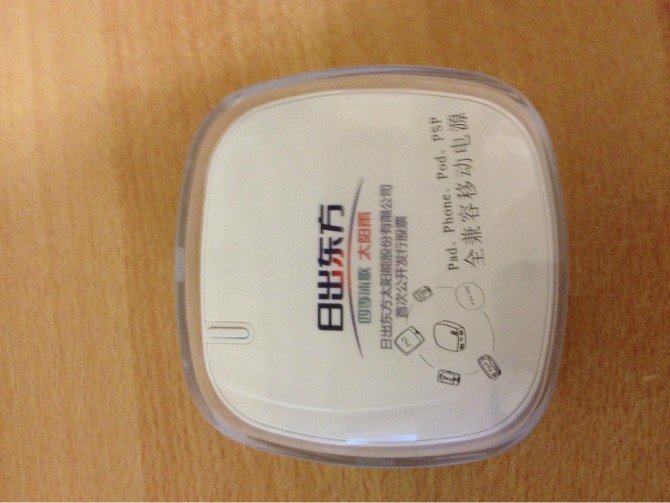 日出东方
四季沐歌 太阳雨
日出东方太阳能股份有限公司
首次公开发行股票
Pad、Phone、Pod、PSP
全兼容移动电源